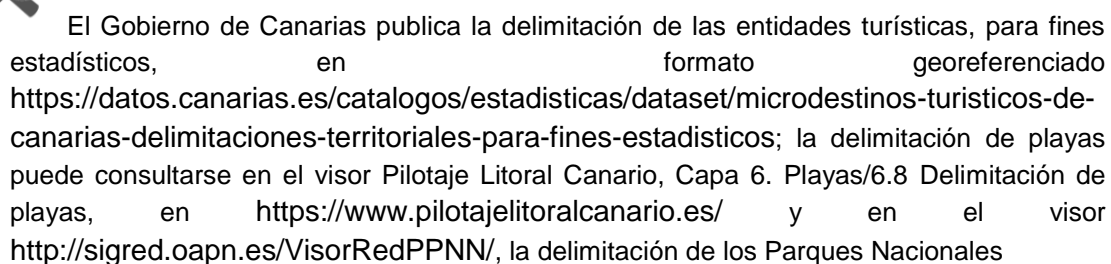 El Gobierno de Canarias publica la delimitación de las entidades turísticas, para fines
estadísticos, en formato georeferenciado
https://datos.canarias.es/catalogos/estadisticas/dataset/microdestinos-turisticos-de-
canarias-delimitaciones-territoriales-para-fines-estadisticos; la delimitación de playas
puede consultarse en el visor Pilotaje Litoral Canario, Capa 6. Playas/6.8 Delimitación de
playas, en https://www.pilotajelitoralcanario.es/ y en el visor
http://sigred.oapn.es/VisorRedPPNN/, la delimitación de los Parques Nacionales